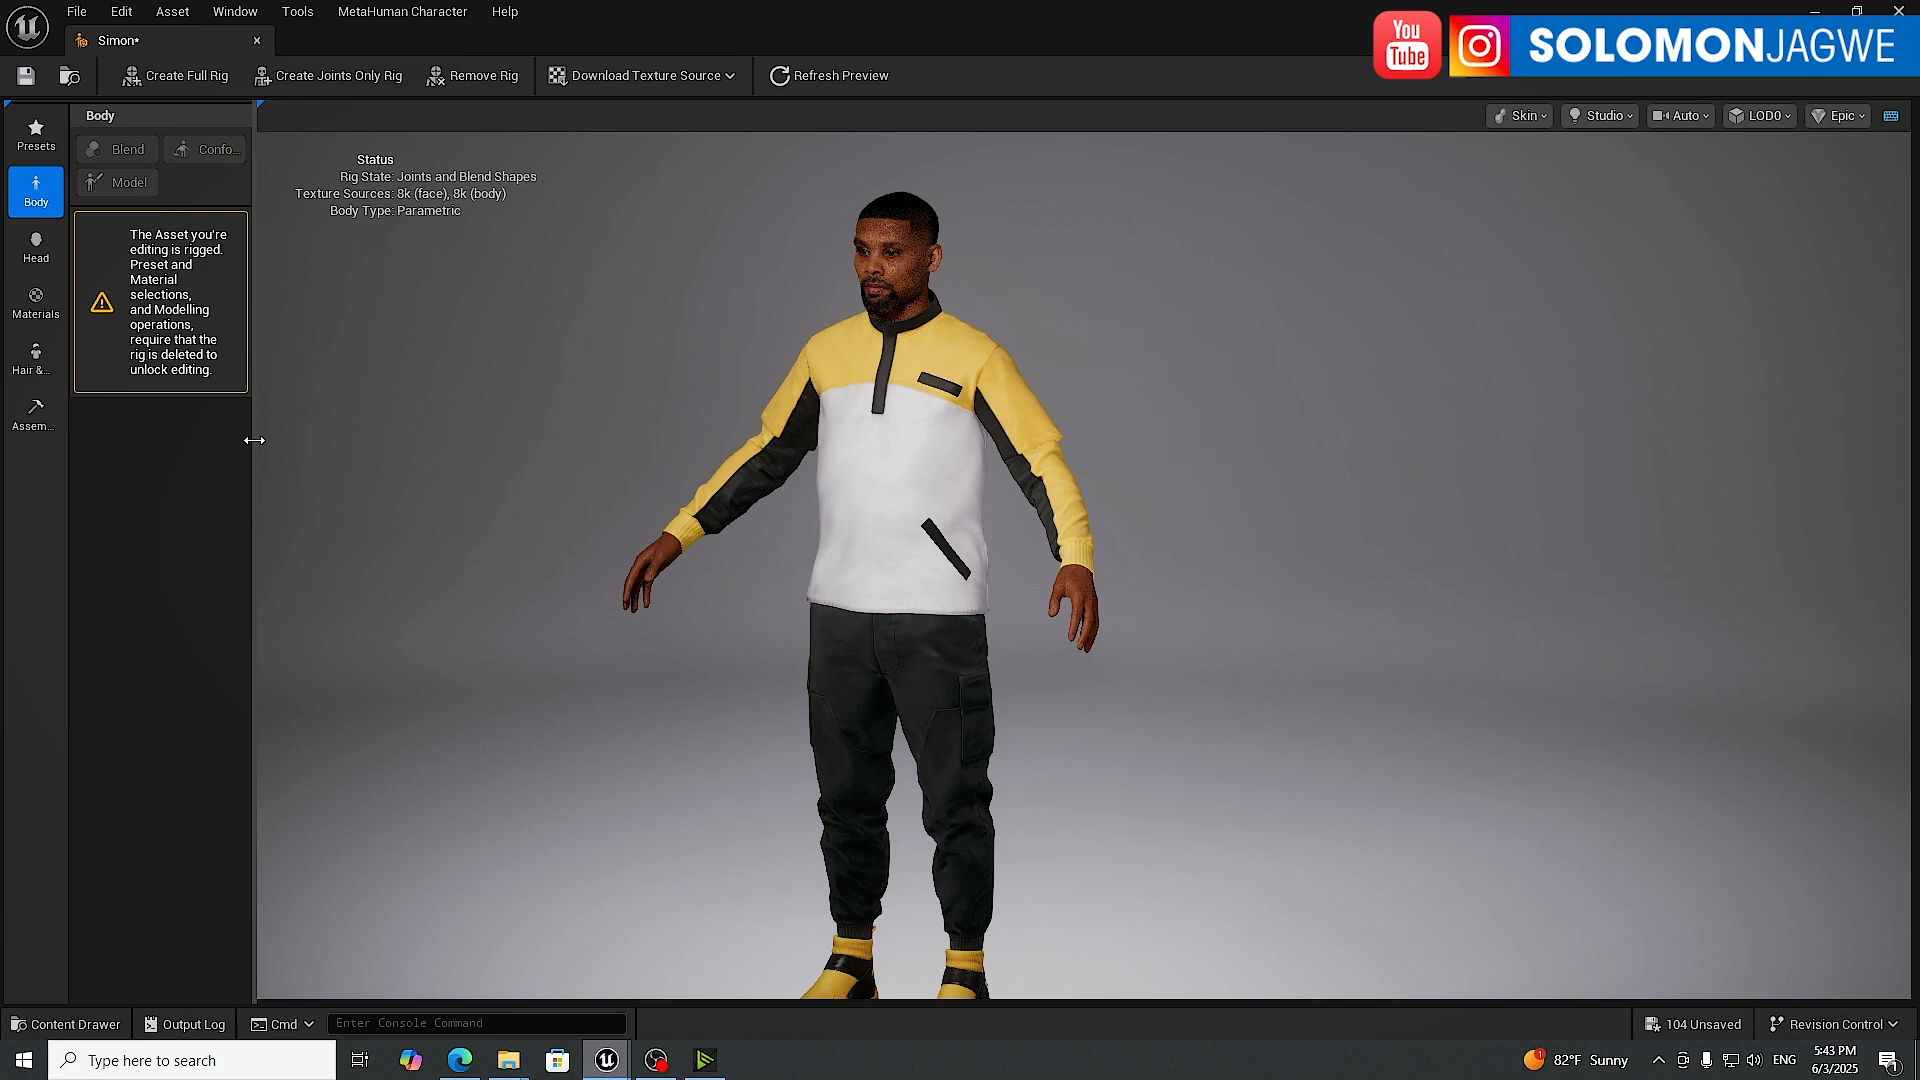 File Edit Asset Window Tools MetaHuman Character Help
Simon*
You
Tube
SOLOMONJAGWE
Create Full Rig Create Joints Only Rig Remove Rig Download Texture Source Refresh Preview
Presets
Body
Head
Materials
Hair &...
Assem...
Body
Blend Confo...
Model
The Asset you're
editing is rigged.
Preset and
Material
selections,
and Modelling
operations,
require that the
rig is deleted to
unlock editing.
Skin Studio Auto LOD0 Epic
Status
Rig State: Joints and Blend Shapes
Texture Sources: 8k (face), 8k (body)
Body Type: Parametric
Content Drawer Output Log Cmd Enter Console Command 104 Unsaved Revision Control
Type here to search
1
82°F Sunny
ENG
5:43 PM
6/3/2025
1